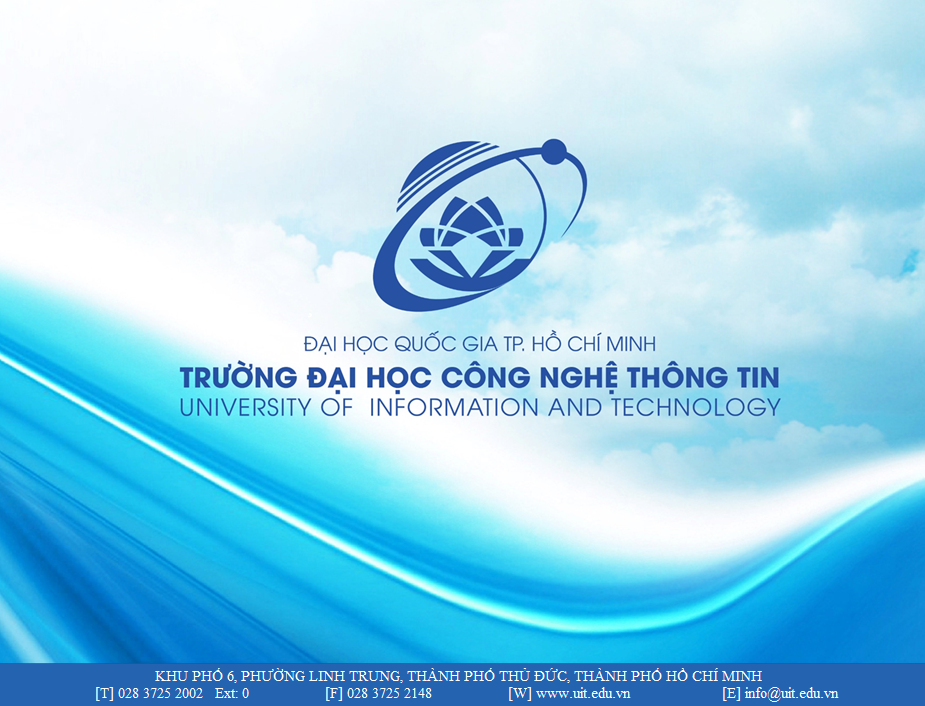 ĐẠI HỌC QUỐC GIA TP. HỒ CHÍ MINH
TRƯỜNG ĐẠI HỌC CÔNG NGHỆ THÔNG TIN
UNIVERSITY OF INFORMATION AND TECHNOLOGY
KHU PHỐ 6, PHƯỜNG LINH TRUNG, THÀNH PHỐ THỦ ĐỨC, THÀNH PHỐ HỒ CHÍ MINH
[T] 028 3725 2002 Ext: 0 [F] 028 3725 2148 [W] www.uit.edu.vn [E] info@uit.edu.vn